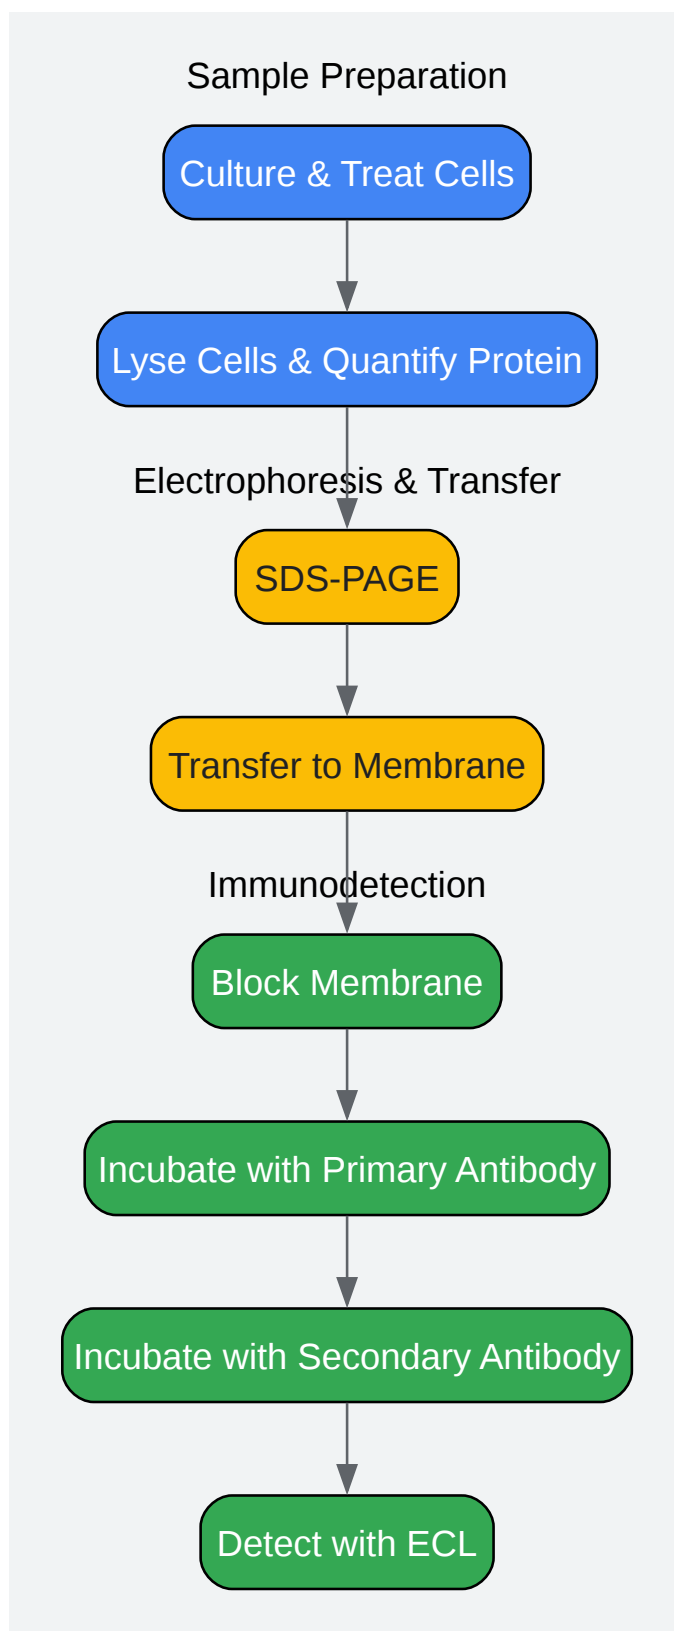 Sample Preparation
Culture & Treat Cells
Lyse Cells & Quantify Protein
Electrophoresis & Transfer
SDS-PAGE
Transfer to Membrane
Immunodetection
Block Membrane
Incubate with Primary Antibody
Incubate with Secondary Antibody
Detect with ECL